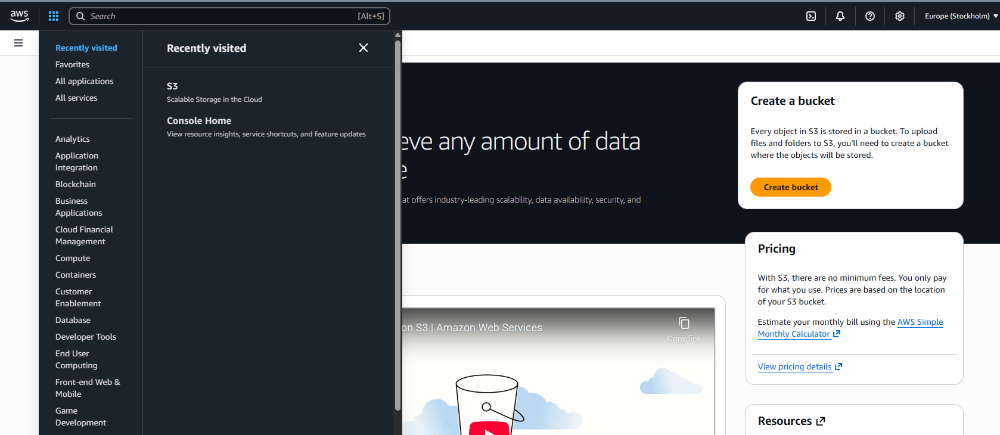 aws
Search
[Alt+S]
Europe (Stockholm)
Recently visited
Favorites
All applications
All services
Analytics
Application
Integration
Blockchain
Business
Applications
Cloud Financial
Management
Compute
Containers
Customer
Enablement
Database
Developer Tools
End User
Computing
Front-end Web &
Mobile
Game
Development
Recently visited
S3
Scalable Storage in the Cloud
Console Home
View resource insights, service shortcuts, and feature updates
eve any amount of data
e
at offers industry-leading scalability, data availability, security, and
on S3 | Amazon Web Services
Copy link
Create a bucket
Every object in S3 is stored in a bucket. To upload
files and folders to S3, you'll need to create a bucket
where the objects will be stored.
Create bucket
Pricing
With S3, there are no minimum fees. You only pay
for what you use. Prices are based on the location
of your S3 bucket.
Estimate your monthly bill using the AWS Simple
Monthly Calculator
View pricing details
Resources